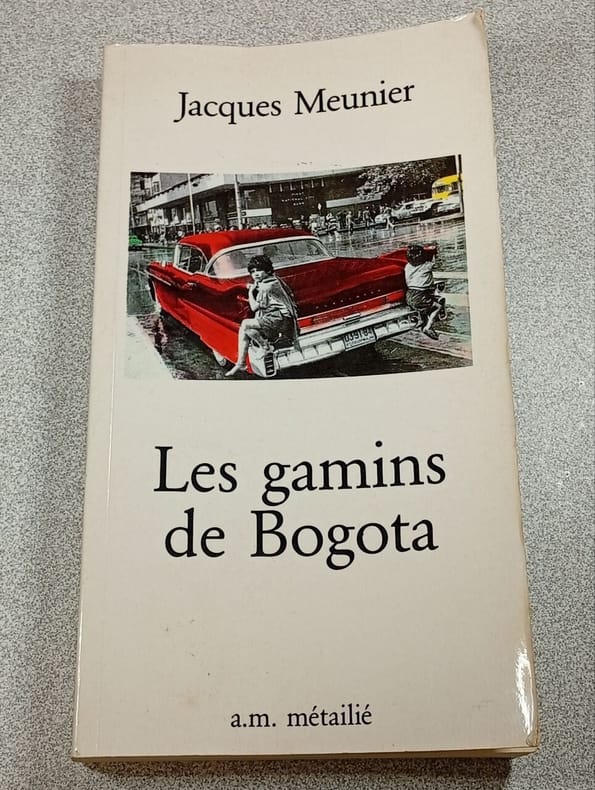 Jacques Meunier
Les gamins
de Bogota
a.m. métailié